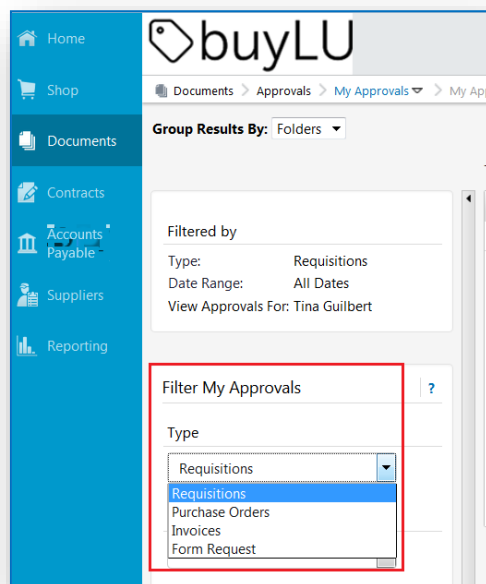 Home
Shop
Documents
Contracts
Accounts
Payable
Suppliers
Reporting
buyLU
Documents > Approvals > My Approvals > My Ap
Group Results By: Folders
Filtered by
Type: Requisitions
Date Range: All Dates
View Approvals For: Tina Guilbert
Filter My Approvals ?
Type
Requisitions
Requisitions
Purchase Orders
Invoices
Form Request